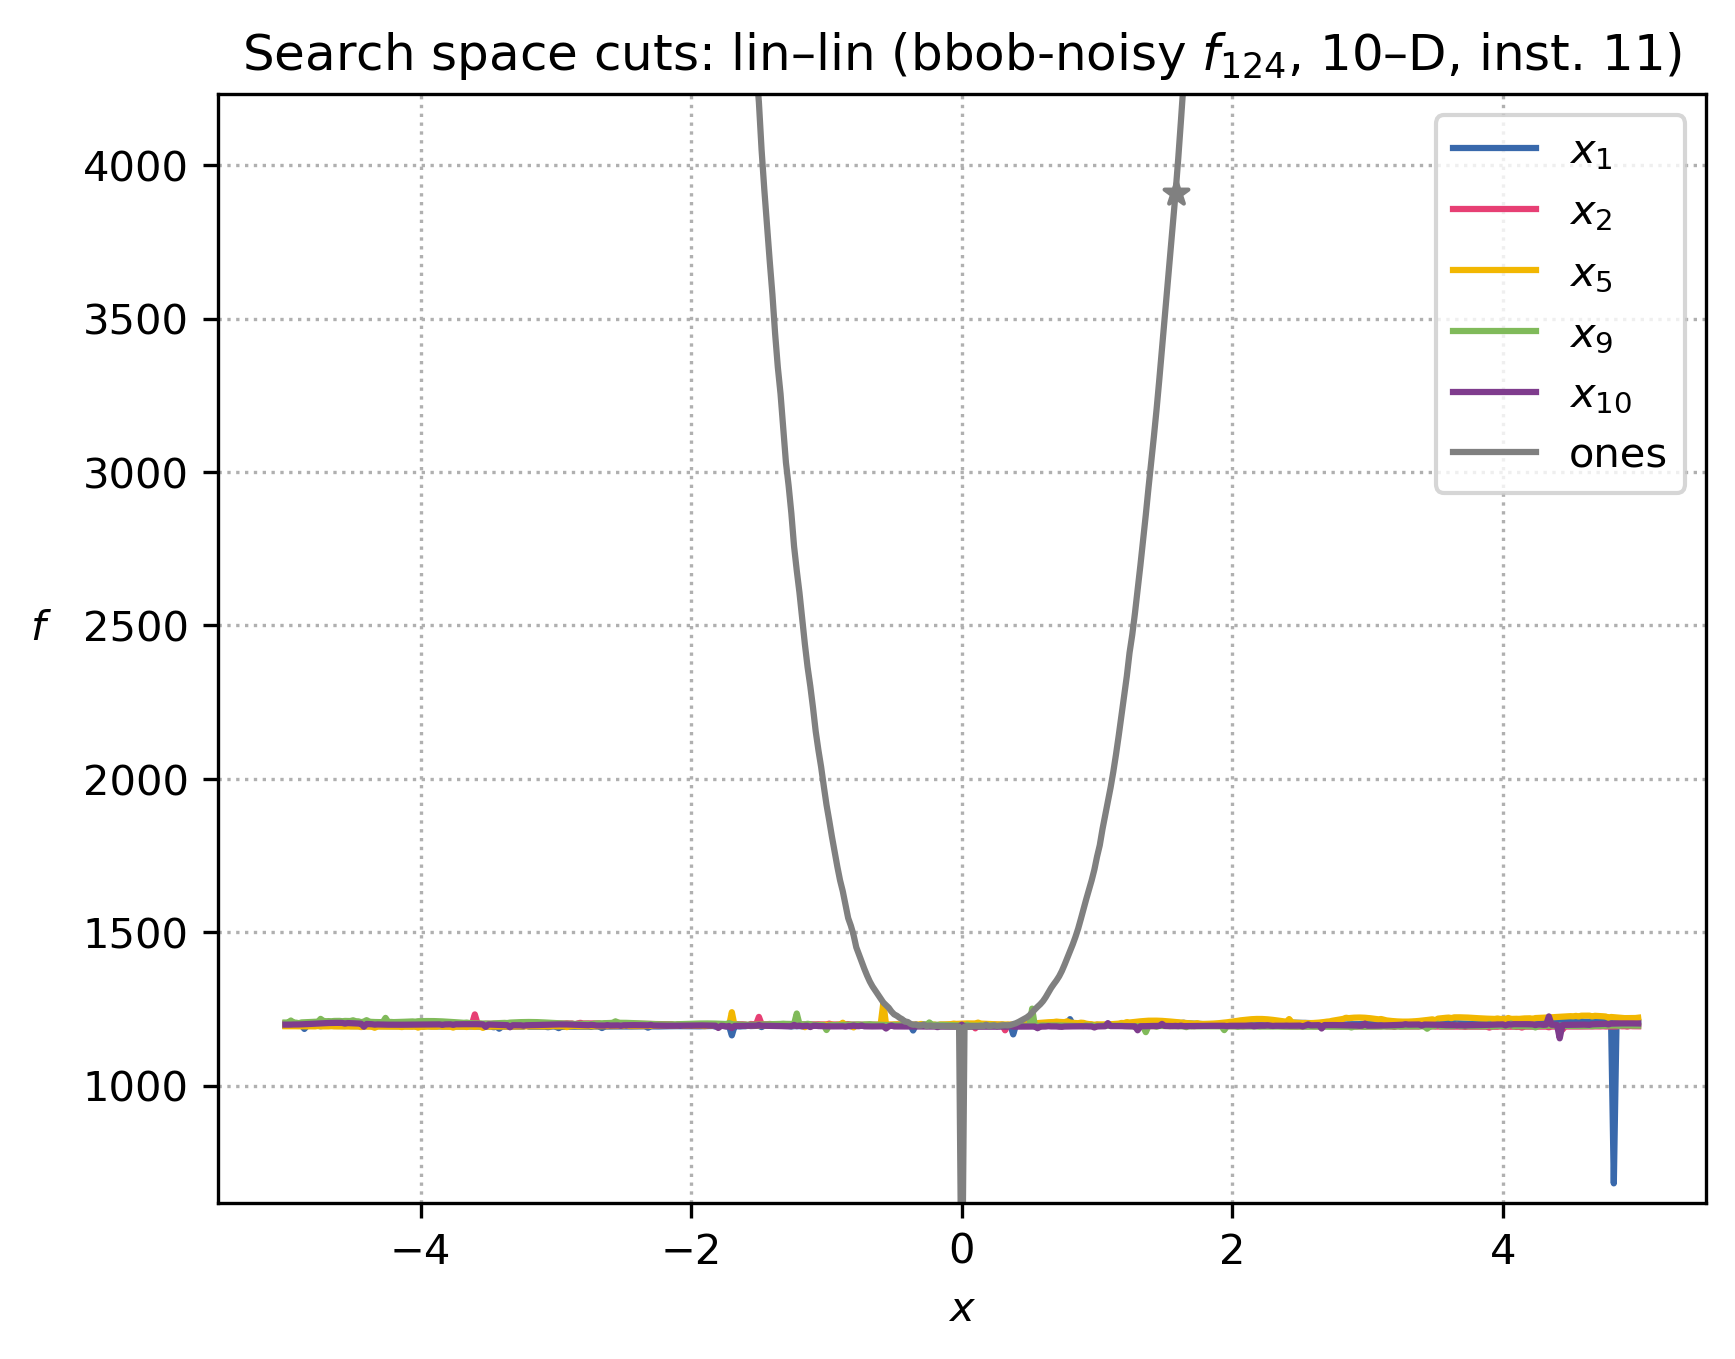 Search space cuts: lin–lin (bbob-noisy f₁₂₄, 10–D, inst. 11)
4000
3500
3000
2500
2000
1500
1000
f
−4
−2
0
2
4
x
x₁
x₂
x₅
x₉
x₁₀
ones